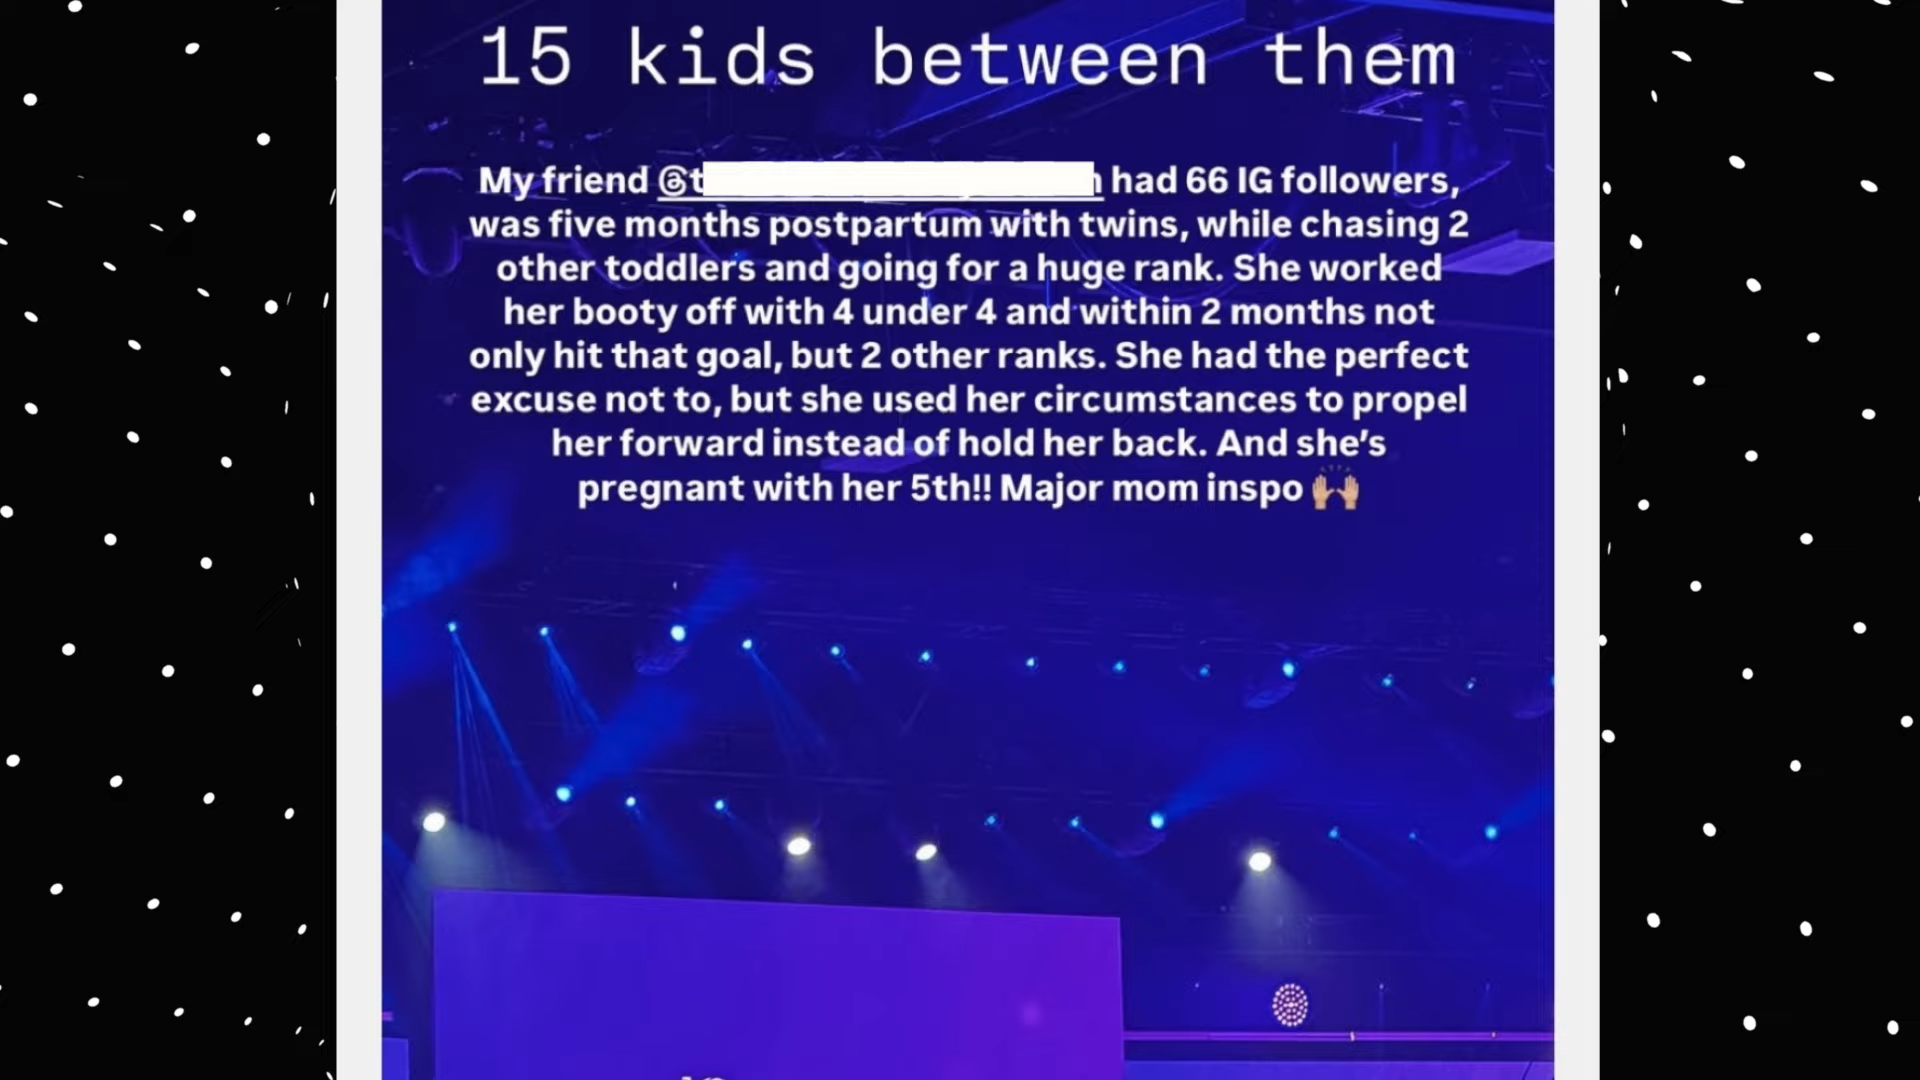 15 kids between them
My friend @t had 66 IG followers,
was five months postpartum with twins, while chasing 2
other toddlers and going for a huge rank. She worked
her booty off with 4 under 4 and within 2 months not
only hit that goal, but 2 other ranks. She had the perfect
excuse not to, but she used her circumstances to propel
her forward instead of hold her back. And she’s
pregnant with her 5th!! Major mom inspo 🙌🏼